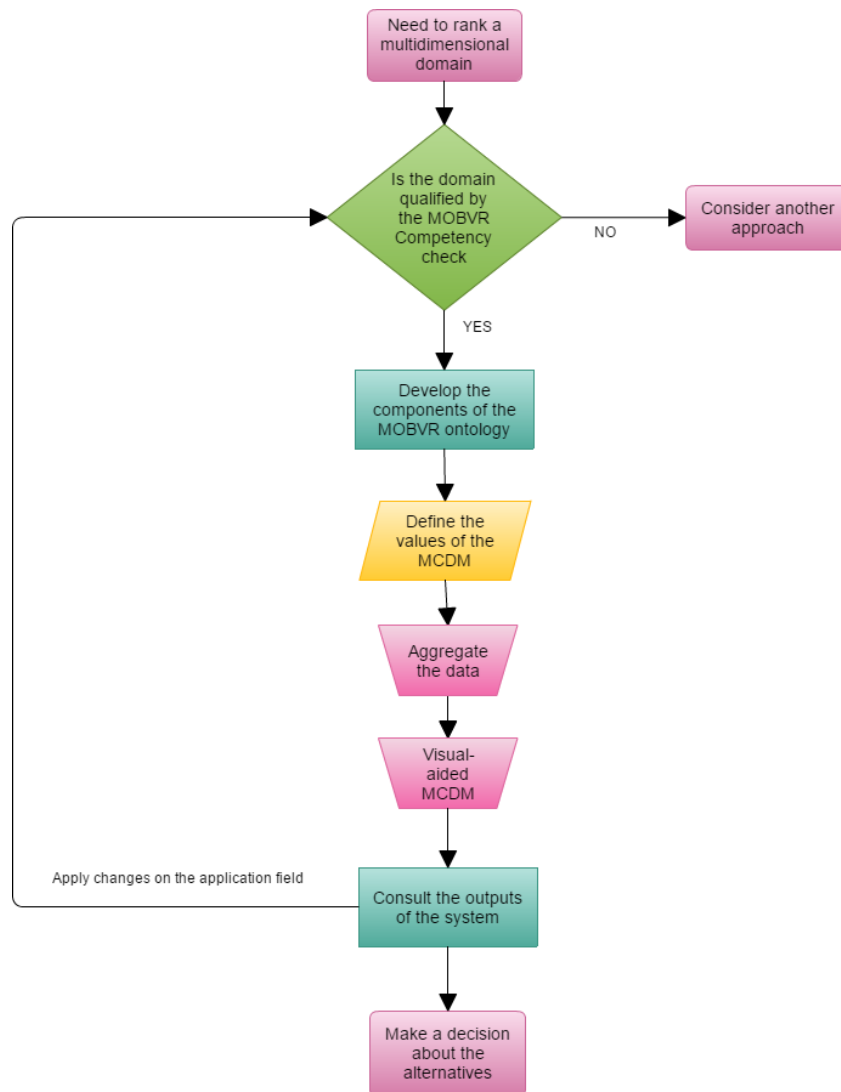 Need to rank a
multidimensional
domain
Is the domain
qualified by
the MOBVR
Competency
check
NO
Consider another
approach
YES
Develop the
components of the
MOBVR ontology
Define the
values of the
MCDM
Aggregate
the data
Visual-
aided
MCDM
Apply changes on the application field
Consult the outputs
of the system
Make a decision
about the
alternatives